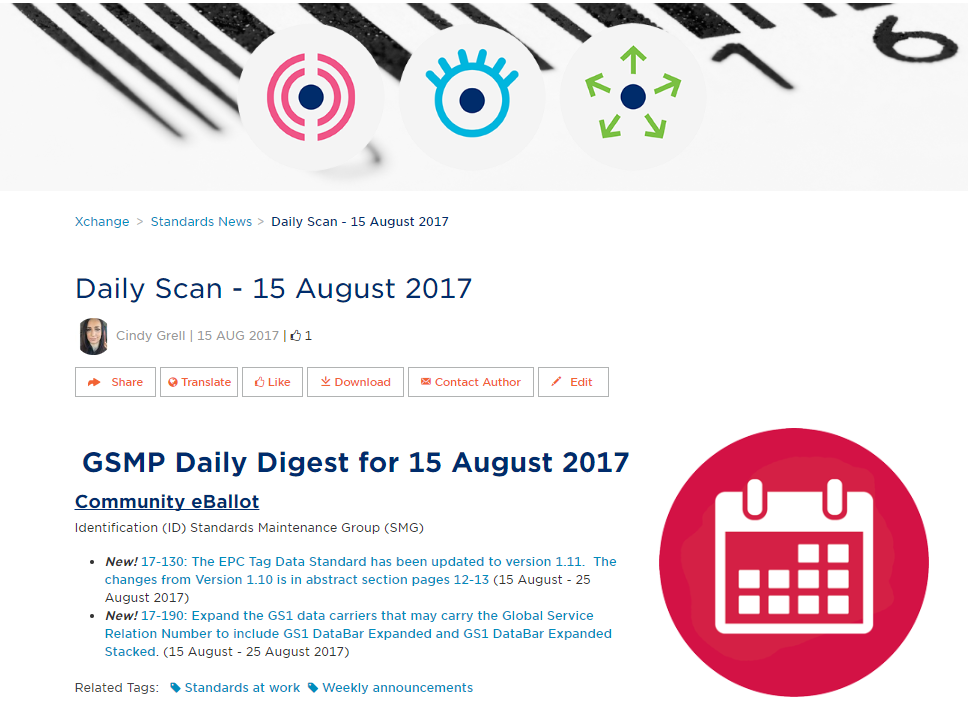 16
Xchange > Standards News > Daily Scan - 15 August 2017
Daily Scan - 15 August 2017
Cindy Grell | 15 AUG 2017 | 1
Share Translate Like Download Contact Author Edit
GSMP Daily Digest for 15 August 2017
Community eBallot
Identification (ID) Standards Maintenance Group (SMG)
• New! 17-130: The EPC Tag Data Standard has been updated to version 1.11. The
changes from Version 1.10 is in abstract section pages 12-13 (15 August - 25
August 2017)
• New! 17-190: Expand the GS1 data carriers that may carry the Global Service
Relation Number to include GS1 DataBar Expanded and GS1 DataBar Expanded
Stacked. (15 August - 25 August 2017)
Related Tags: Standards at work Weekly announcements